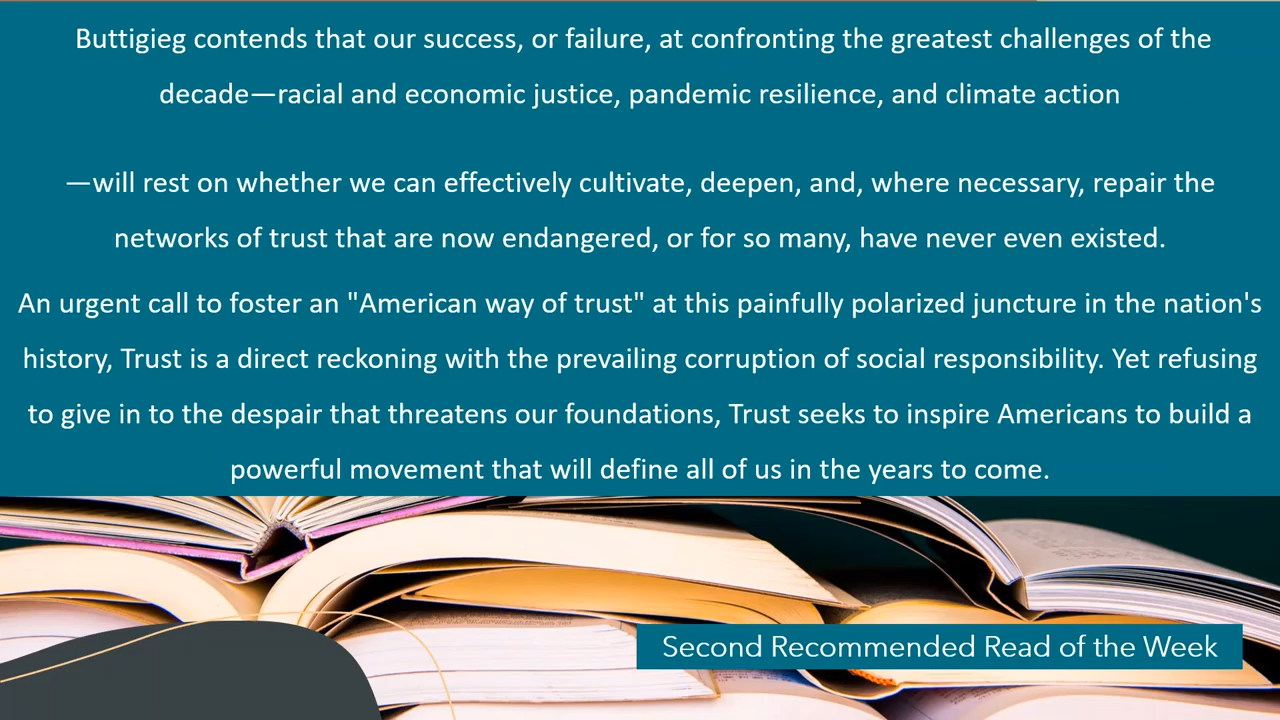 Buttigieg contends that our success, or failure, at confronting the greatest challenges of the
decade—racial and economic justice, pandemic resilience, and climate action
—will rest on whether we can effectively cultivate, deepen, and, where necessary, repair the
networks of trust that are now endangered, or for so many, have never even existed.
An urgent call to foster an "American way of trust" at this painfully polarized juncture in the nation's
history, Trust is a direct reckoning with the prevailing corruption of social responsibility. Yet refusing
to give in to the despair that threatens our foundations, Trust seeks to inspire Americans to build a
powerful movement that will define all of us in the years to come.
Second Recommended Read of the Week